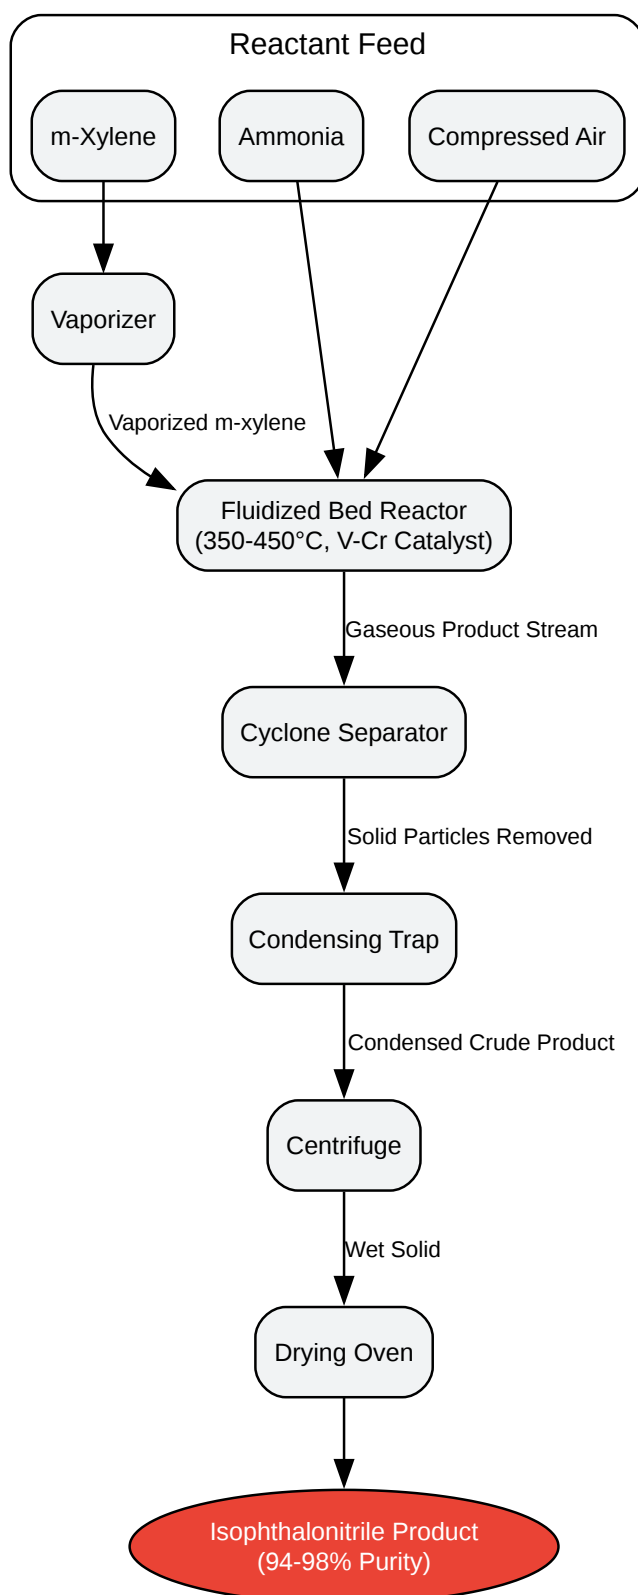 Reactant Feed
m-Xylene
Ammonia
Compressed Air
Vaporizer
Vaporized m-xylene
Fluidized Bed Reactor
(350-450°C, V-Cr Catalyst)
Gaseous Product Stream
Cyclone Separator
Solid Particles Removed
Condensing Trap
Condensed Crude Product
Centrifuge
Wet Solid
Drying Oven
Isophthalonitrile Product
(94-98% Purity)